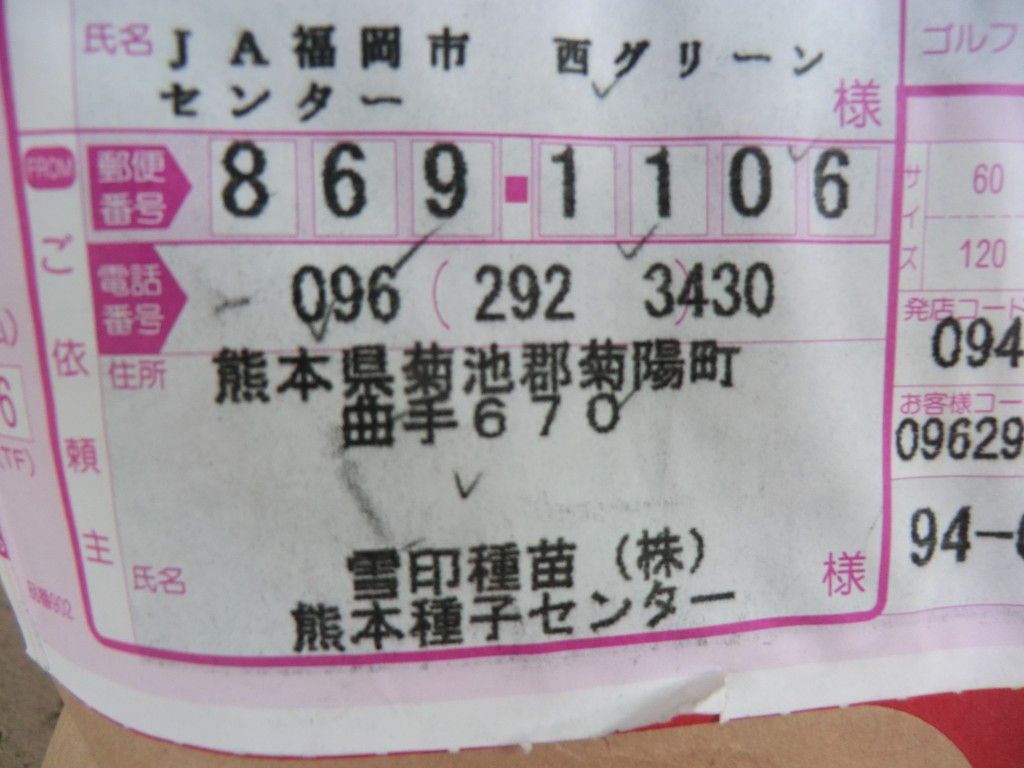 氏名 ＪＡ福岡市 西グリーン
センター
様
FROM
ご依頼主
郵便番号 869-1106
電話番号 096 ( 292 ) 3430
住所 熊本県菊池郡菊陽町
曲手６７０
氏名 雪印種苗（株）
熊本種子センター
様
ゴルフ
サイズ
60
120
発店コード
094
お客様コー
09629
94-
6